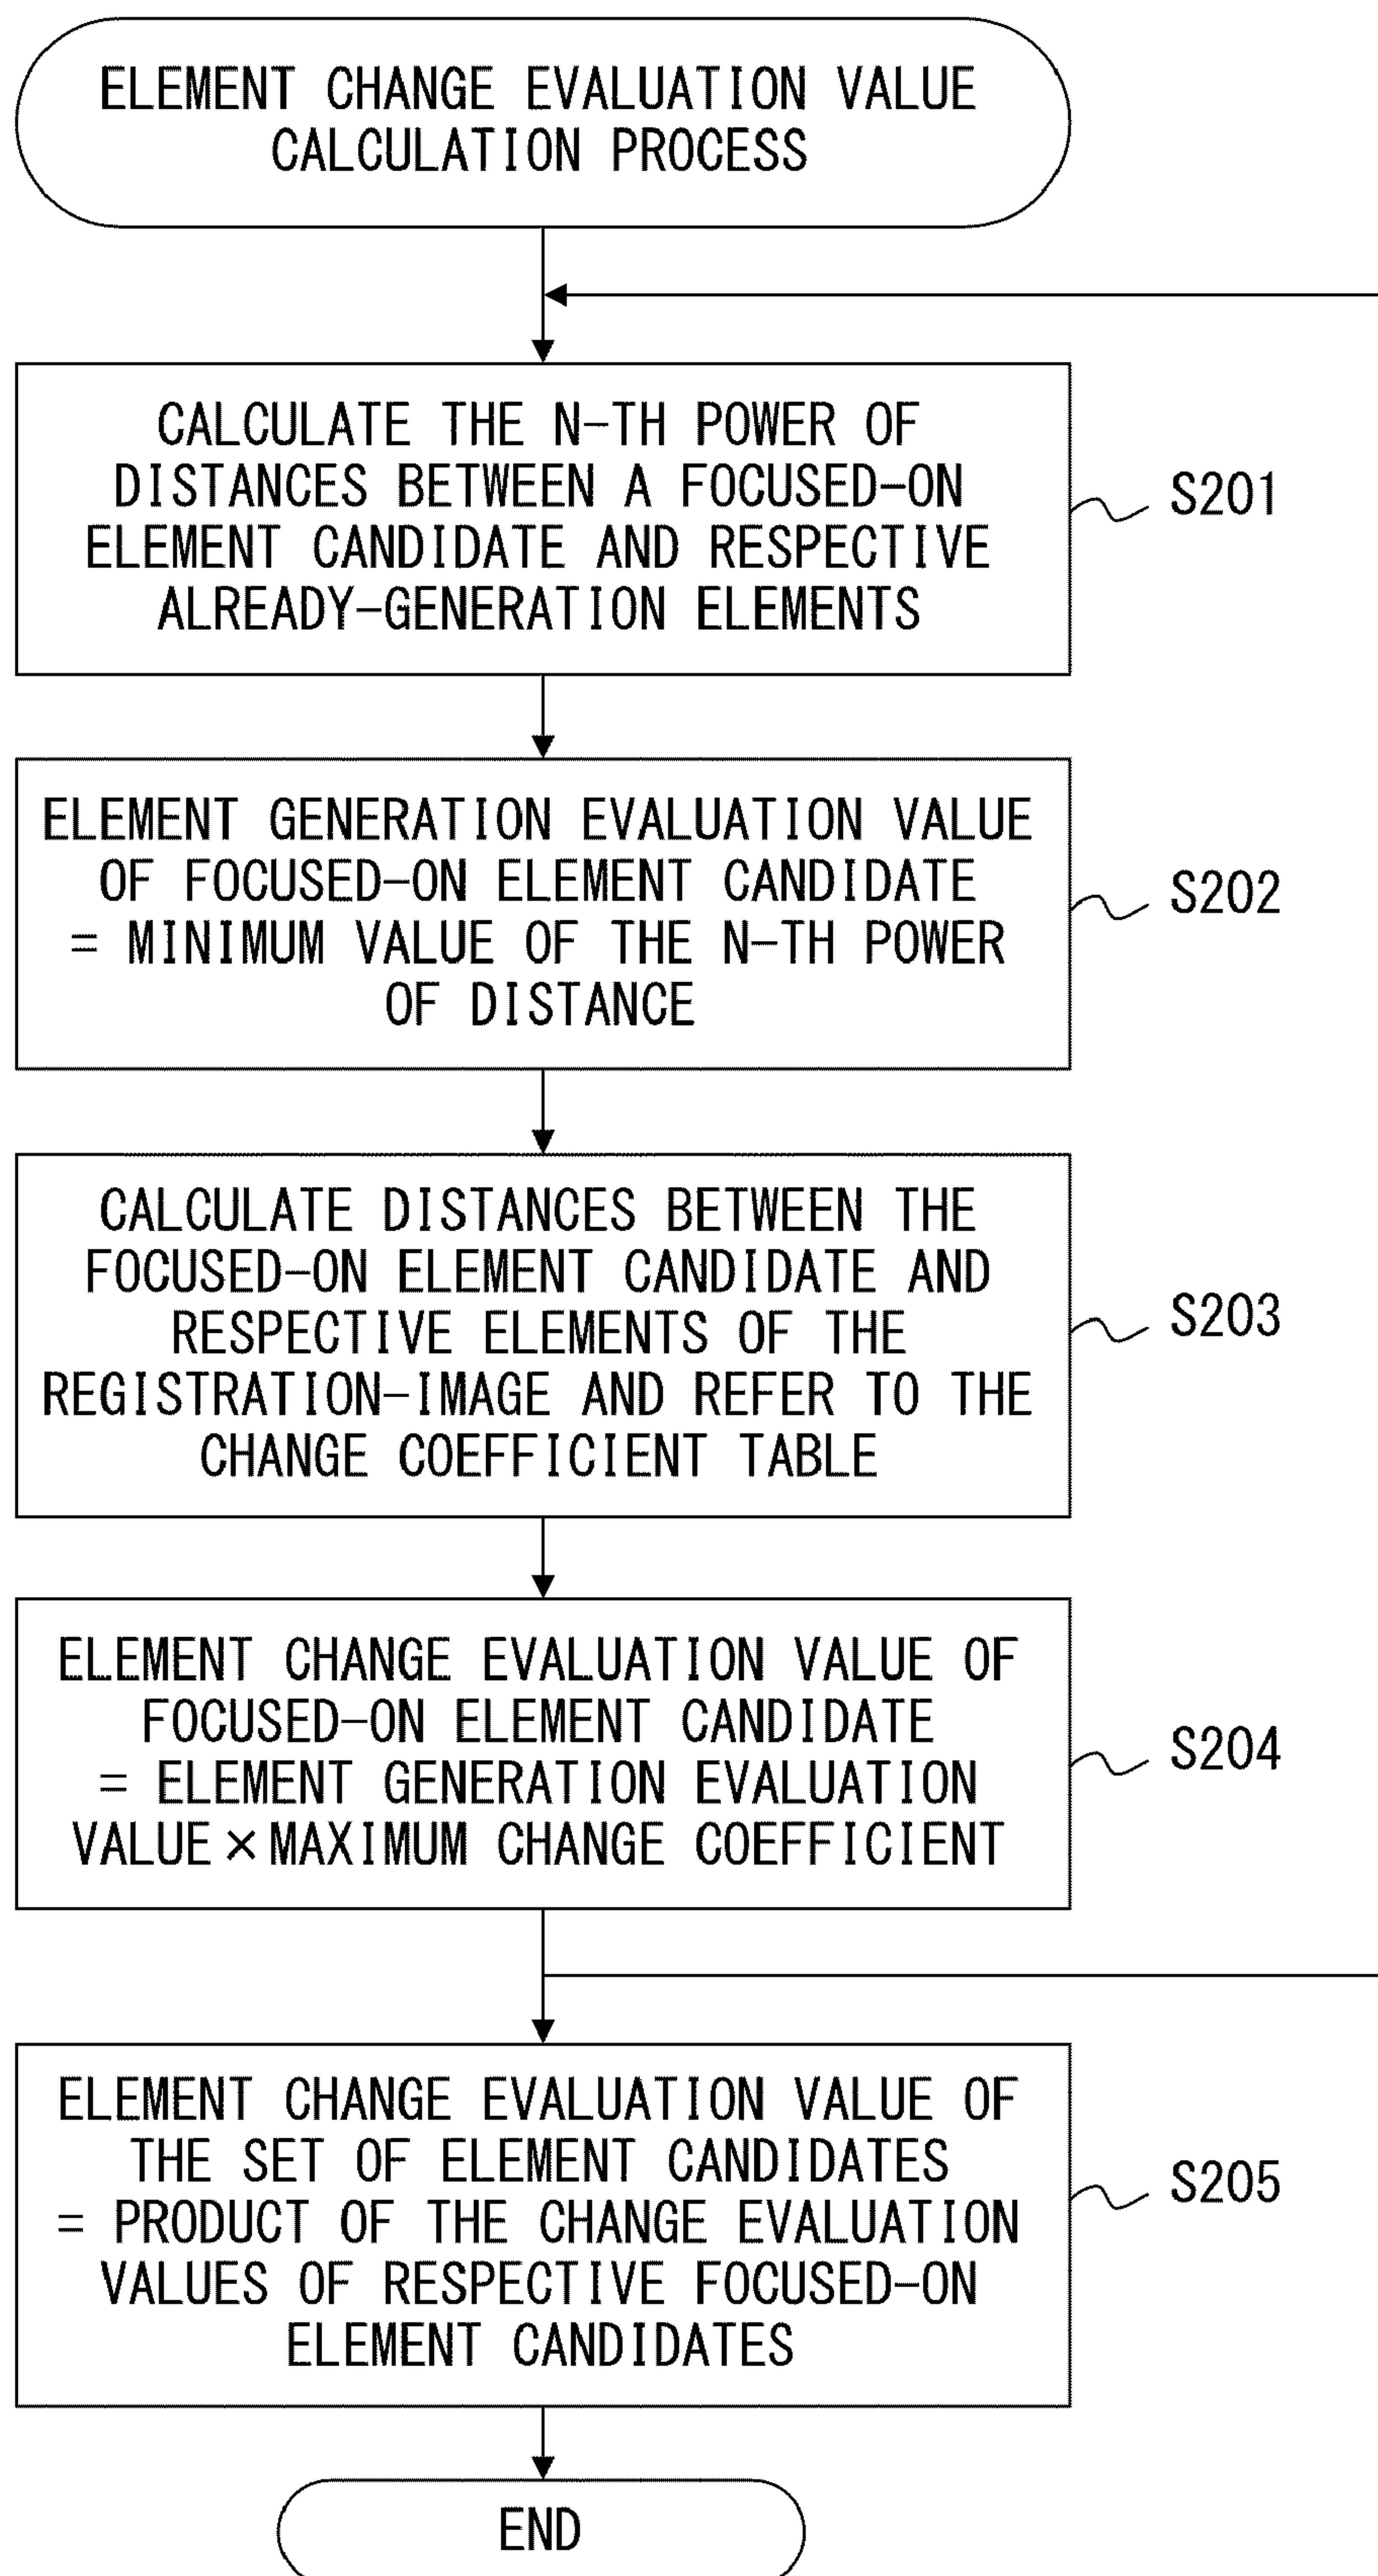 ELEMENT CHANGE EVALUATION VALUE
CALCULATION PROCESS
CALCULATE THE N-TH POWER OF
DISTANCES BETWEEN A FOCUSED-ON
ELEMENT CANDIDATE AND RESPECTIVE
ALREADY-GENERATION ELEMENTS
S201
ELEMENT GENERATION EVALUATION VALUE
OF FOCUSED-ON ELEMENT CANDIDATE
= MINIMUM VALUE OF THE N-TH POWER
OF DISTANCE
S202
CALCULATE DISTANCES BETWEEN THE
FOCUSED-ON ELEMENT CANDIDATE AND
RESPECTIVE ELEMENTS OF THE
REGISTRATION-IMAGE AND REFER TO THE
CHANGE COEFFICIENT TABLE
S203
ELEMENT CHANGE EVALUATION VALUE OF
FOCUSED-ON ELEMENT CANDIDATE
= ELEMENT GENERATION EVALUATION
VALUE×MAXIMUM CHANGE COEFFICIENT
S204
ELEMENT CHANGE EVALUATION VALUE OF
THE SET OF ELEMENT CANDIDATES
= PRODUCT OF THE CHANGE EVALUATION
VALUES OF RESPECTIVE FOCUSED-ON
ELEMENT CANDIDATES
S205
END